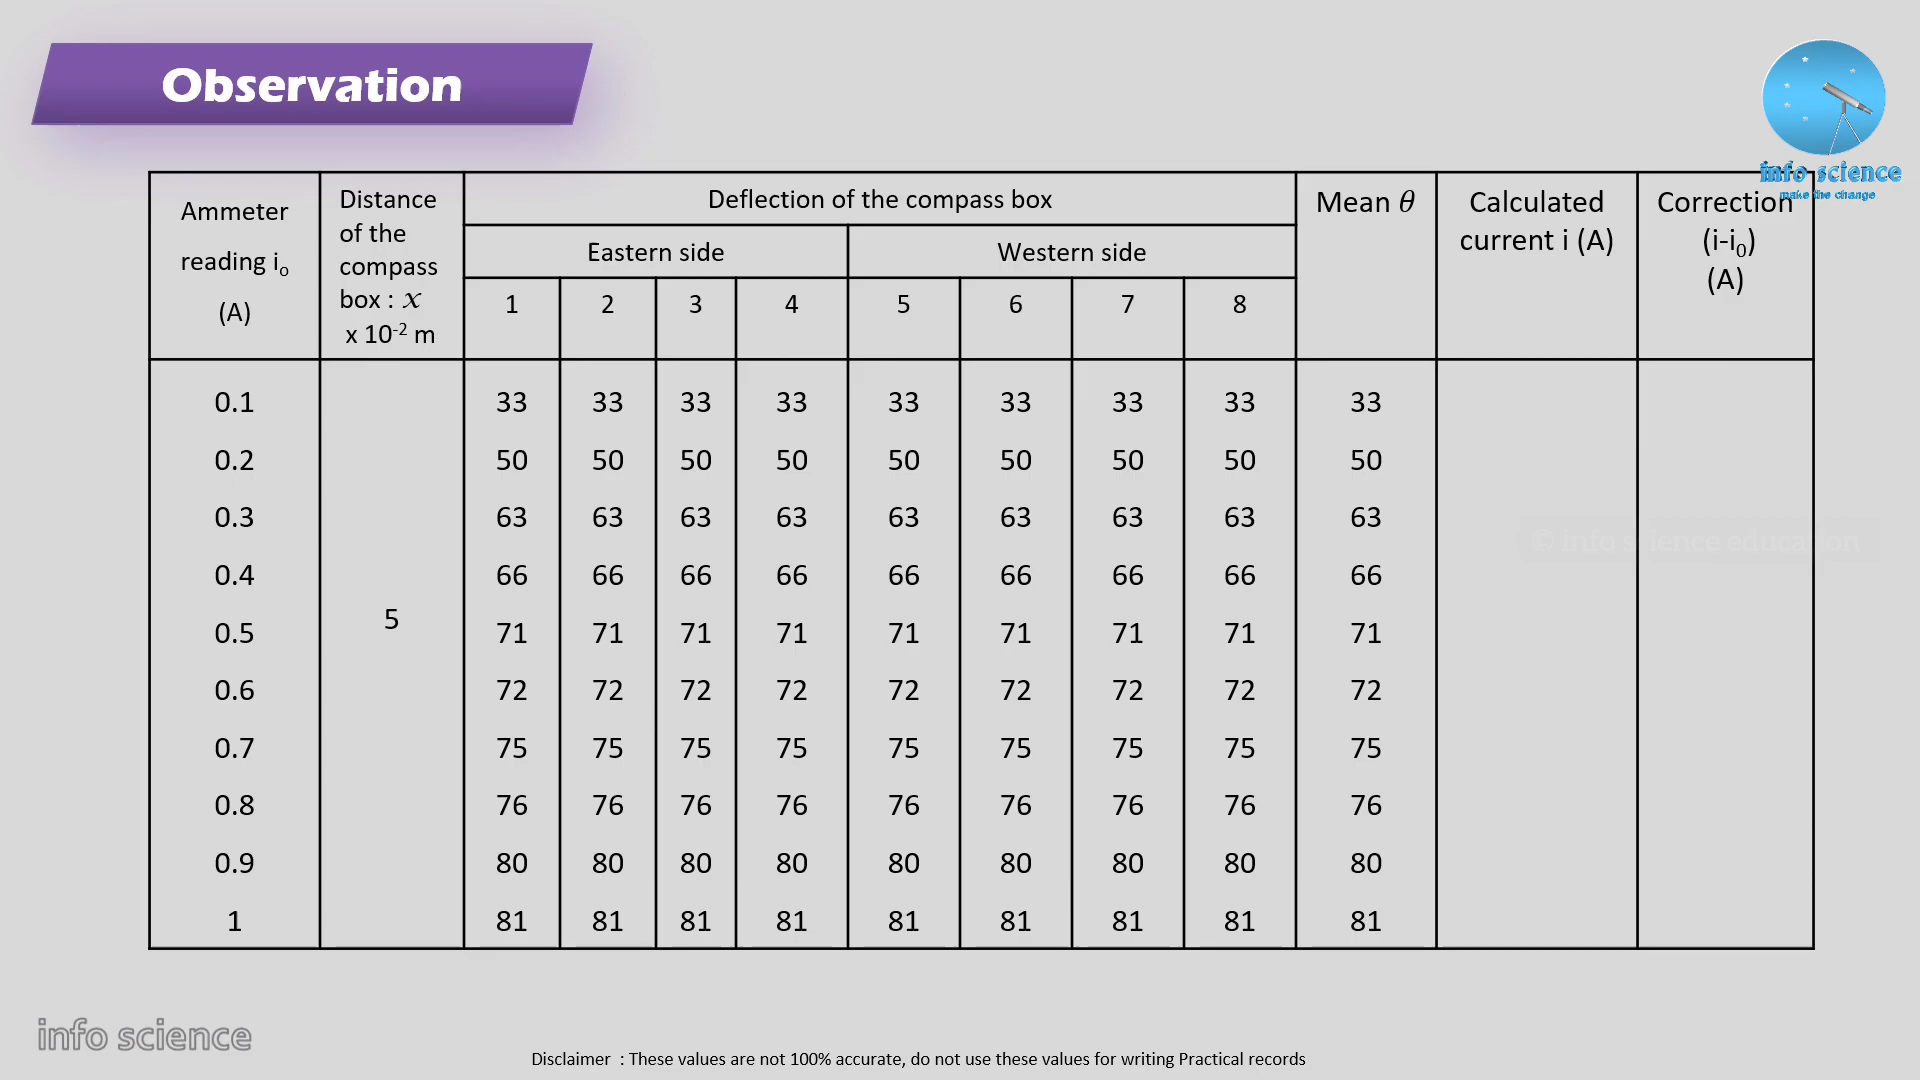 Observation
info science
make the change
Ammeter
reading io
(A)
Distance
of the
compass
box : x
x 10-2 m
Deflection of the compass box
Eastern side
Western side
1 2 3 4 5 6 7 8
Mean θ
Calculated
current i (A)
Correction
(i-i0)
(A)
0.1 33 33 33 33 33 33 33 33 33
0.2 50 50 50 50 50 50 50 50 50
0.3 63 63 63 63 63 63 63 63 63
© Info science education
0.4 66 66 66 66 66 66 66 66 66
5
0.5 71 71 71 71 71 71 71 71 71
0.6 72 72 72 72 72 72 72 72 72
0.7 75 75 75 75 75 75 75 75 75
0.8 76 76 76 76 76 76 76 76 76
0.9 80 80 80 80 80 80 80 80 80
1 81 81 81 81 81 81 81 81 81
info science
Disclaimer : These values are not 100% accurate, do not use these values for writing Practical records